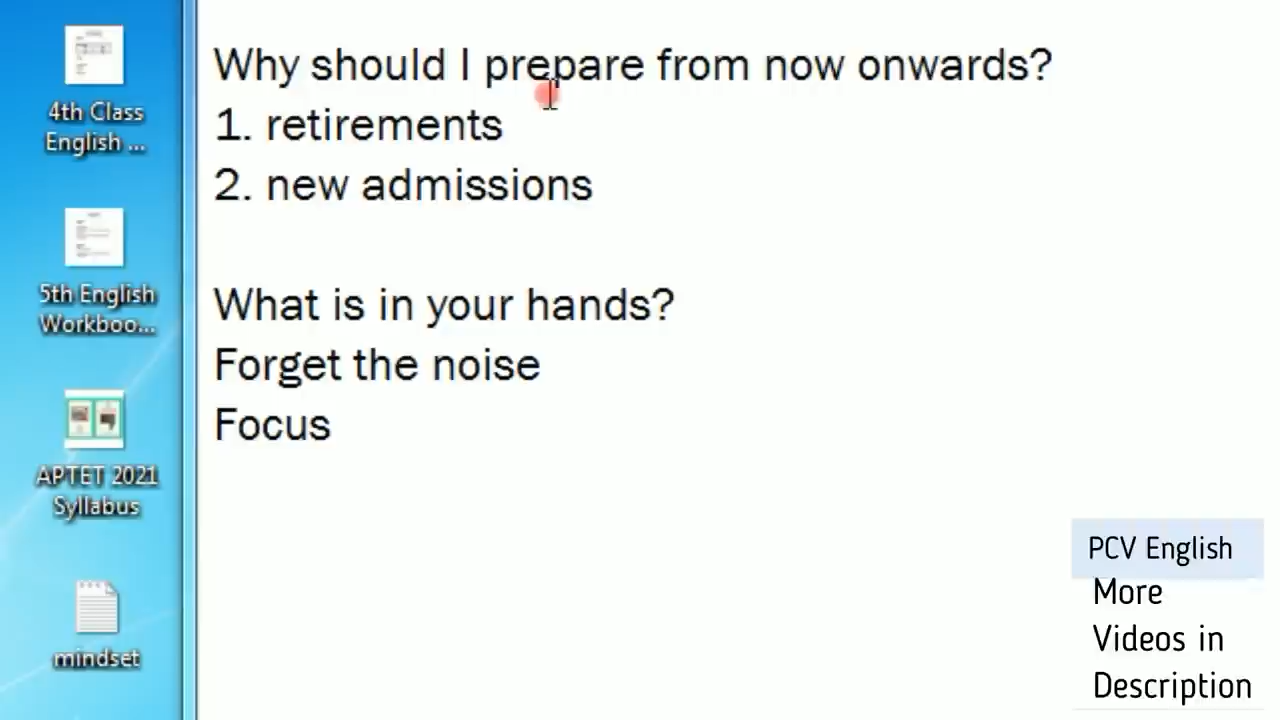 4th Class
English ...
5th English
Workboo...
APTET 2021
Syllabus
mindset
Why should I prepare from now onwards?
1. retirements
2. new admissions
What is in your hands?
Forget the noise
Focus
PCV English
More
Videos in
Description